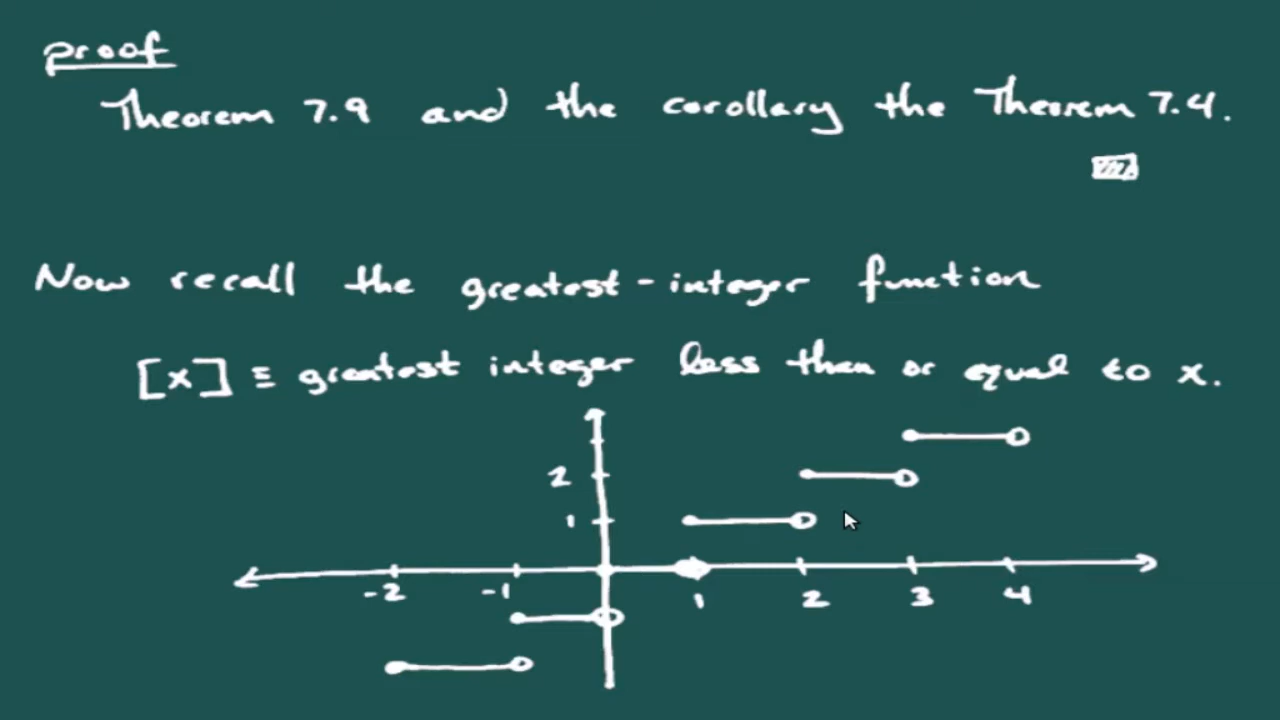 proof
Theorem 7.9 and the corollary the Theorem 7.4.
Now recall the greatest-integer function
[x] ≡ greatest integer less than or equal to x.
2
1
-2 -1 1 2 3 4